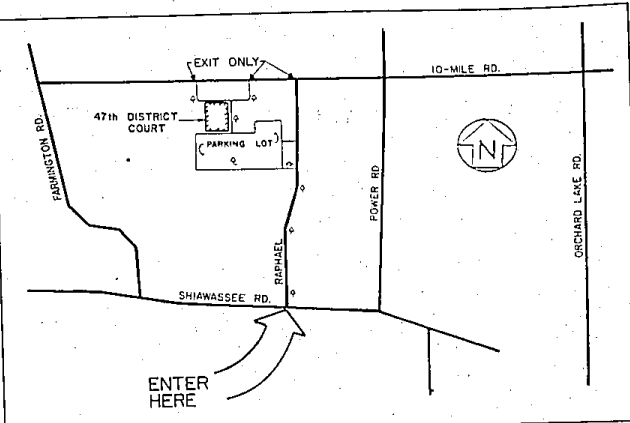 EXIT ONLY
10-MILE RD.
47th DISTRICT
COURT
PARKING LOT
N
FARMINGTON RD.
RAPHAEL
POWER RD
ORCHARD LAKE RD.
SHIAWASSEE RD.
ENTER
HERE